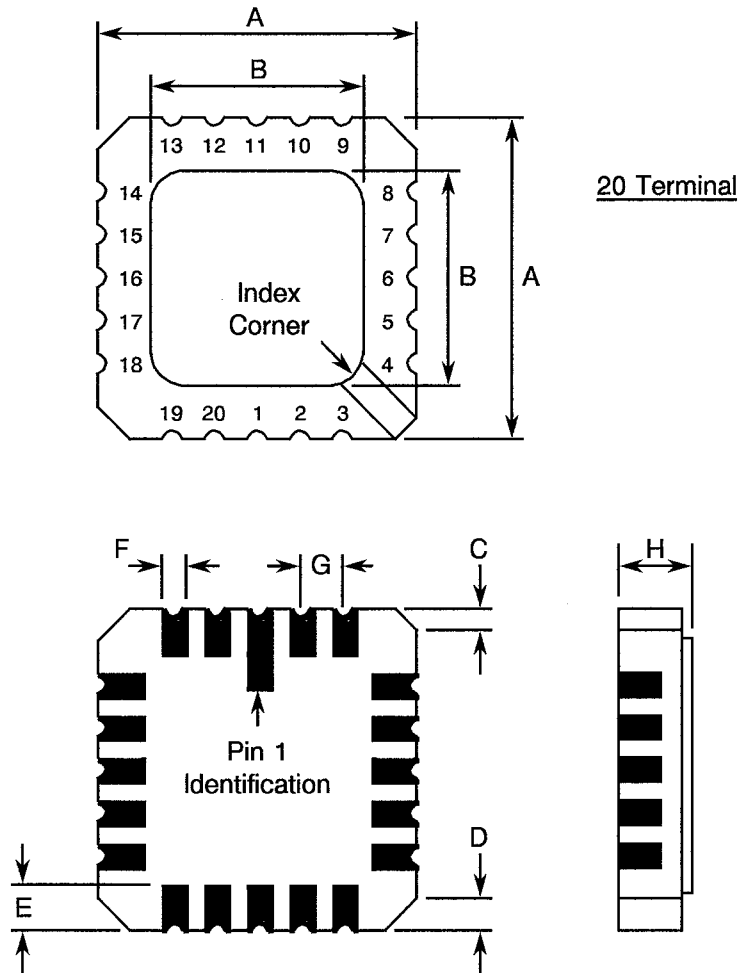 A
B
13 12 11 10 9
20 Terminal
14 8
15 7
16 6
17 5
18 4
B A
Index
Corner
19 20 1 2 3
F G C H
Pin 1
Identification
D
E